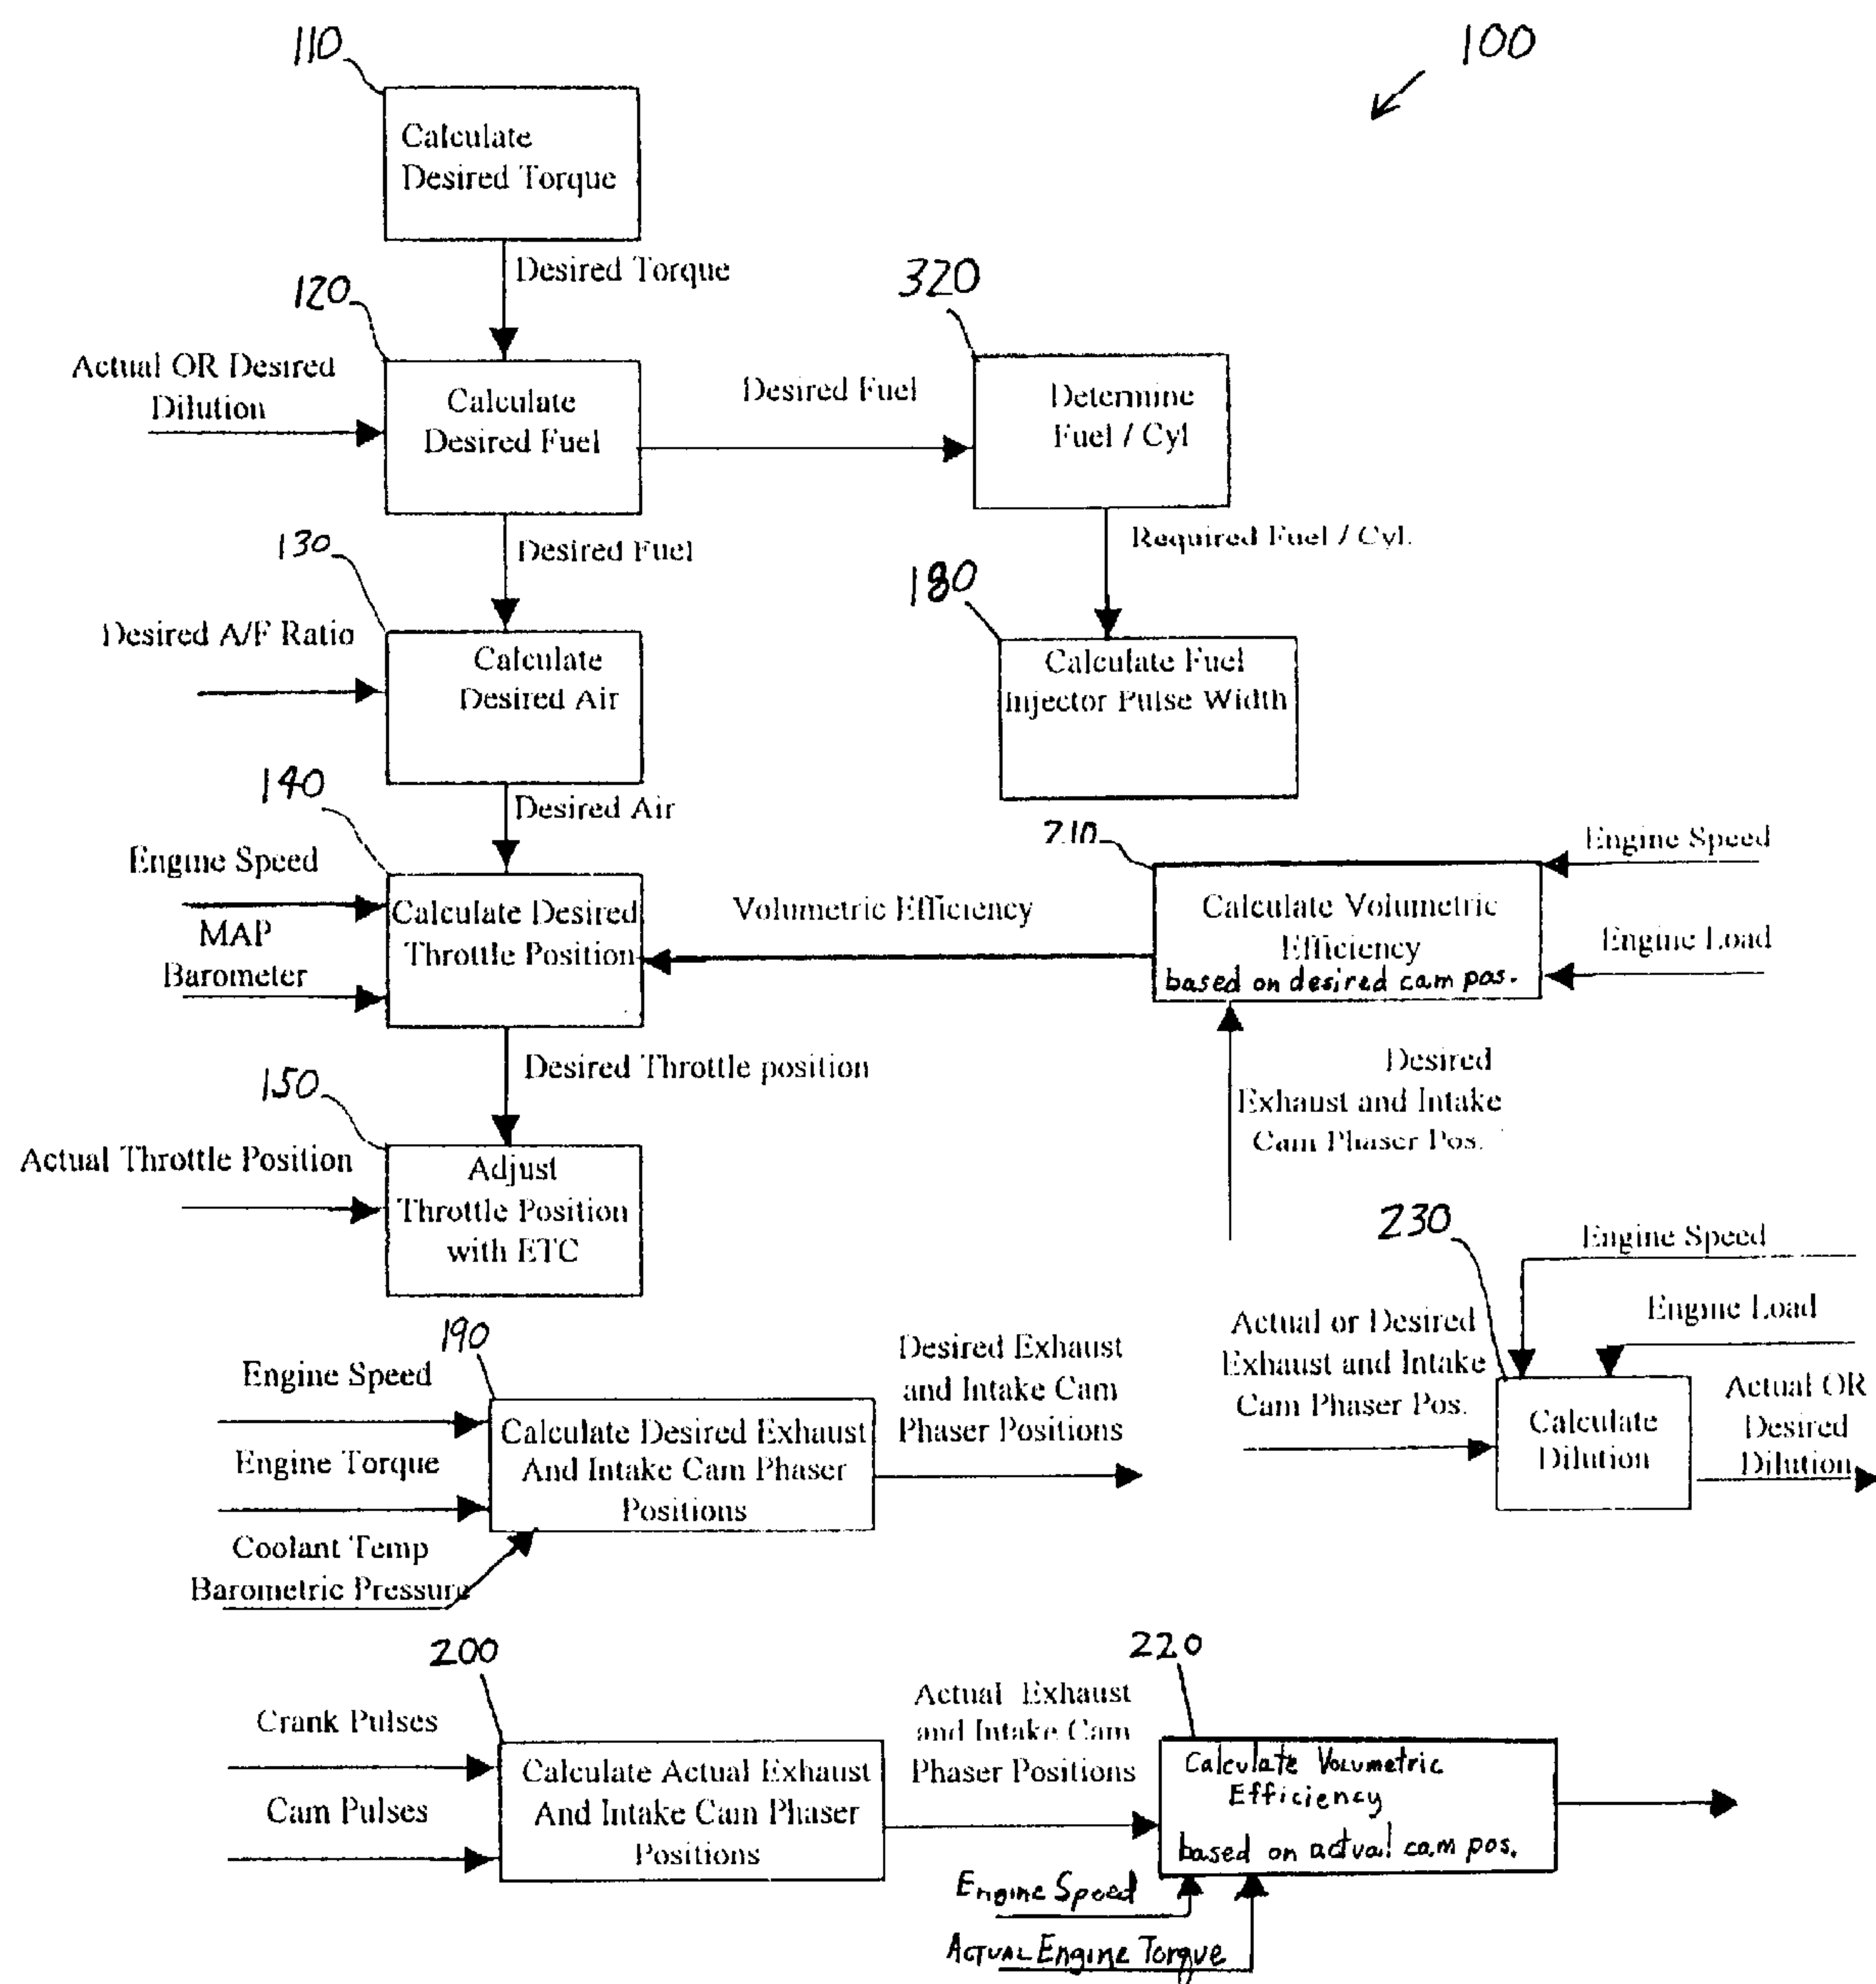 110
100
Calculate
Desired Torque
Desired Torque
120
320
Actual OR Desired
Dilution
Calculate
Desired Fuel
Desired Fuel
Determine
Fuel / Cyl
130
Desired Fuel
Required Fuel / Cyl.
180
Desired A/F Ratio
Calculate
Desired Air
Calculate Fuel
Injector Pulse Width
140
Desired Air
210
Engine Speed
Engine Speed
MAP
Barometer
Calculate Desired
Throttle Position
Volumetric Efficiency
Calculate Volumetric
Efficiency
based on desired cam pos.
Engine Load
Desired Throttle position
Desired
Exhaust and Intake
Cam Phaser Pos.
150
Actual Throttle Position
Adjust
Throttle Position
with ETC
230
Engine Speed
Engine Load
Actual or Desired
Exhaust and Intake
Cam Phaser Pos.
Calculate
Dilution
Actual OR
Desired
Dilution
190
Engine Speed
Engine Torque
Coolant Temp
Barometric Pressure
Calculate Desired Exhaust
And Intake Cam Phaser
Positions
Desired Exhaust
and Intake Cam
Phaser Positions
200
220
Crank Pulses
Cam Pulses
Calculate Actual Exhaust
And Intake Cam Phaser
Positions
Actual Exhaust
and Intake Cam
Phaser Positions
Calculate Volumetric
Efficiency
based on actual cam pos.
Engine Speed
ACTUAL Engine Torque